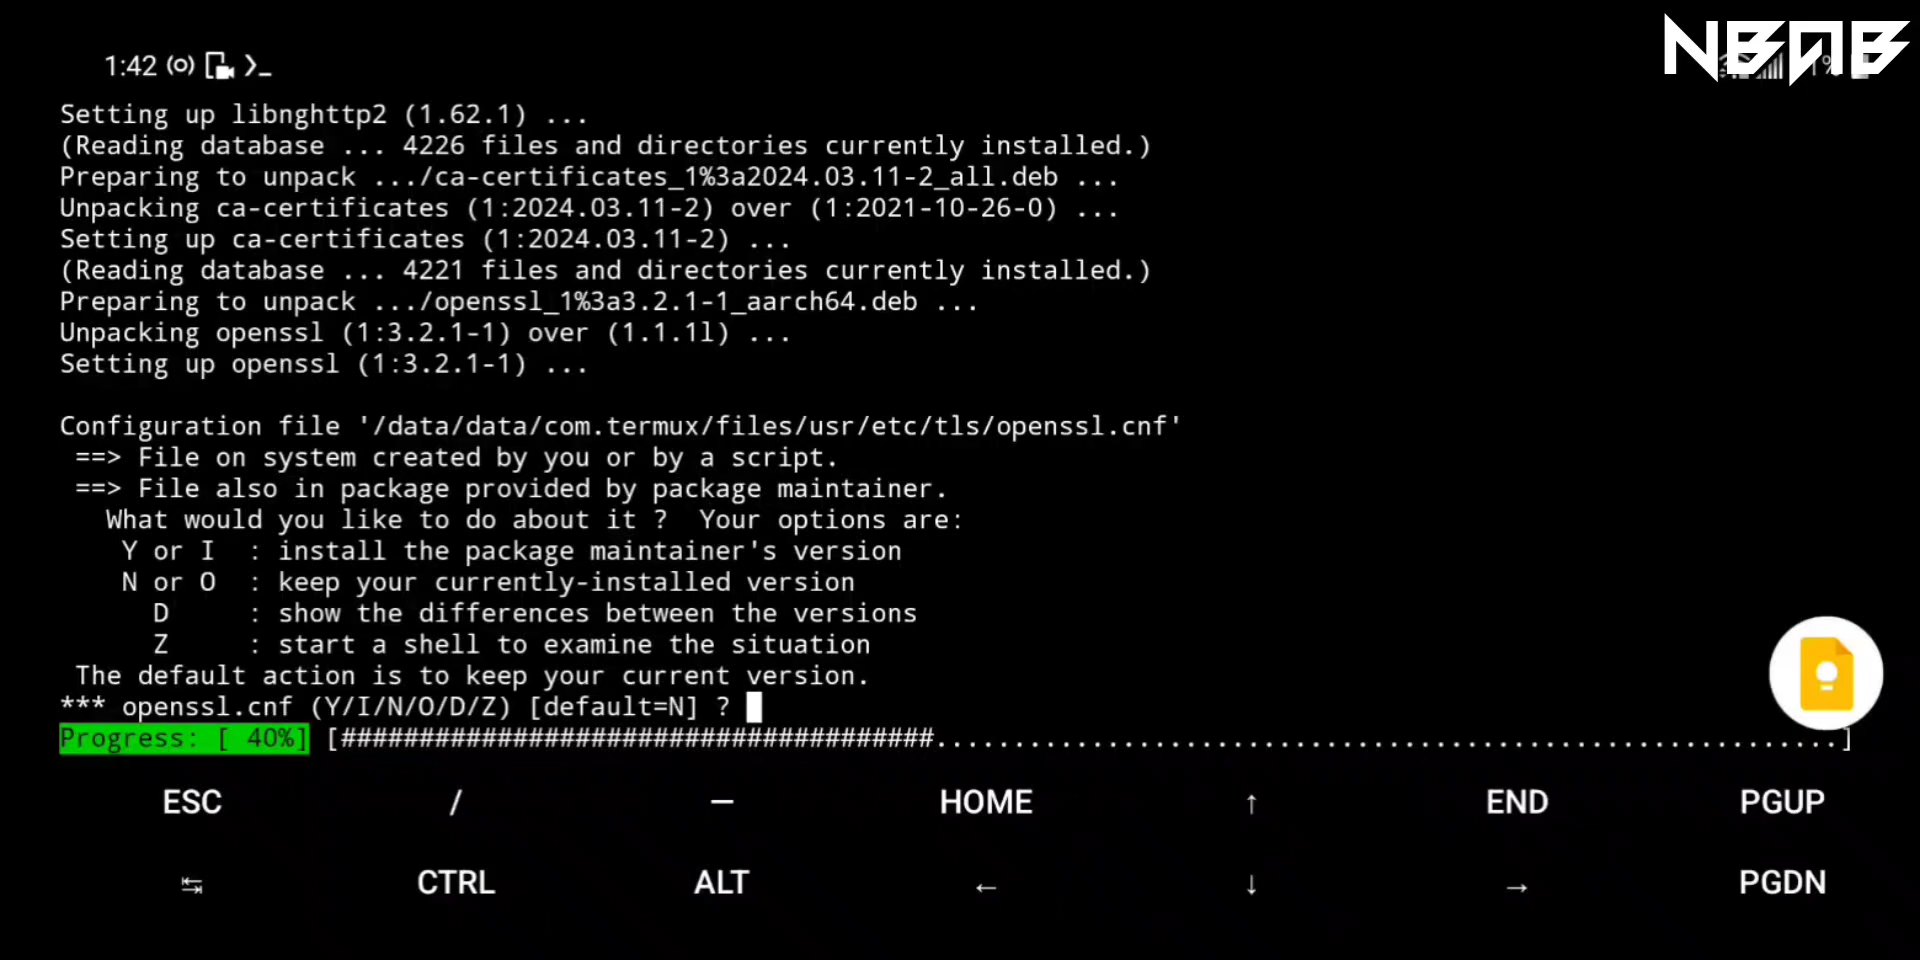 NBAB
1:42
Setting up libnghttp2 (1.62.1) ...
(Reading database ... 4226 files and directories currently installed.)
Preparing to unpack .../ca-certificates_1%3a2024.03.11-2_all.deb ...
Unpacking ca-certificates (1:2024.03.11-2) over (1:2021-10-26-0) ...
Setting up ca-certificates (1:2024.03.11-2) ...
(Reading database ... 4221 files and directories currently installed.)
Preparing to unpack .../openssl_1%3a3.2.1-1_aarch64.deb ...
Unpacking openssl (1:3.2.1-1) over (1.1.1l) ...
Setting up openssl (1:3.2.1-1) ...
Configuration file '/data/data/com.termux/files/usr/etc/tls/openssl.cnf'
==> File on system created by you or by a script.
==> File also in package provided by package maintainer.
What would you like to do about it ?  Your options are:
Y or I  : install the package maintainer's version
N or O  : keep your currently-installed version
D     : show the differences between the versions
Z     : start a shell to examine the situation
The default action is to keep your current version.
*** openssl.cnf (Y/I/N/O/D/Z) [default=N] ?
Progress: [ 40%] [######################################..........................................................]
ESC / — HOME ↑ END PGUP
⇆ CTRL ALT ← ↓ → PGDN